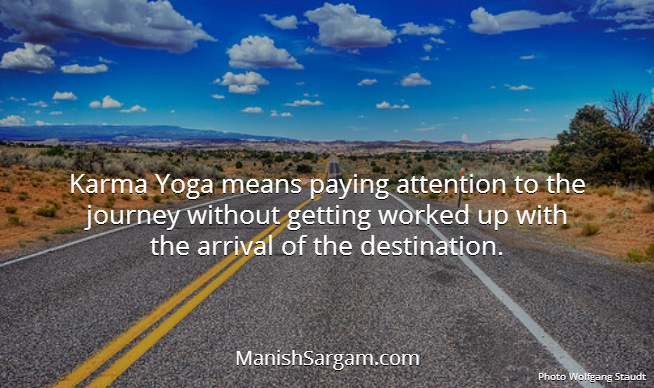 Karma Yoga means paying attention to the
journey without getting worked up with
the arrival of the destination.
ManishSargam.com
Photo Wolfgang Staudt